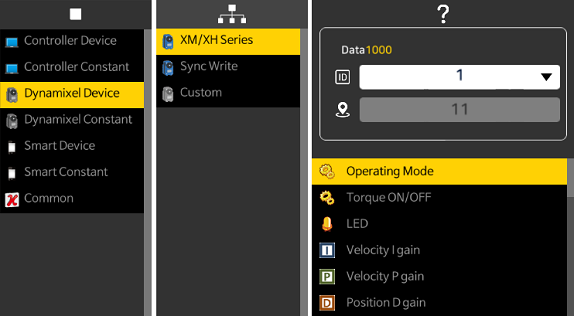 Controller Device
Controller Constant
Dynamixel Device
Dynamixel Constant
Smart Device
Smart Constant
Common
XM/XH Series
Sync Write
Custom
?
Data1000
ID 1
11
Operating Mode
Torque ON/OFF
LED
I Velocity I gain
P Velocity P gain
D Position D gain